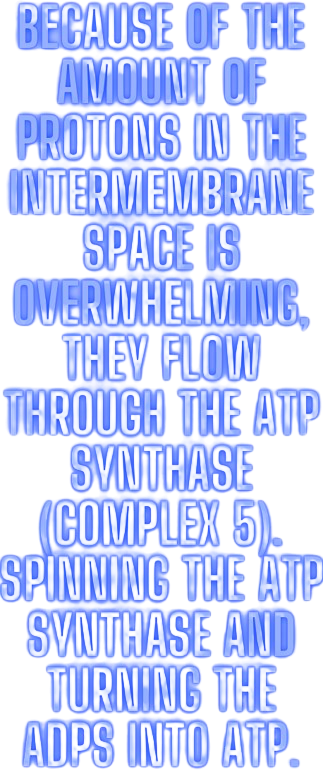 BECAUSE OF THE
AMOUNT OF
PROTONS IN THE
INTERMEMBRANE
SPACE IS
OVERWHELMING,
THEY FLOW
THROUGH THE ATP
SYNTHASE
(COMPLEX 5).
SPINNING THE ATP
SYNTHASE AND
TURNING THE
ADPS INTO ATP.